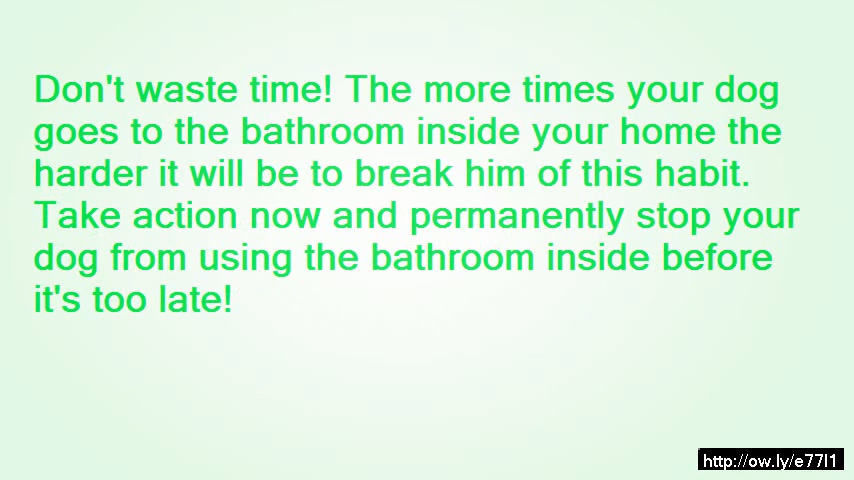 Don't waste time! The more times your dog
goes to the bathroom inside your home the
harder it will be to break him of this habit.
Take action now and permanently stop your
dog from using the bathroom inside before
it's too late!
http://ow.ly/e77I1